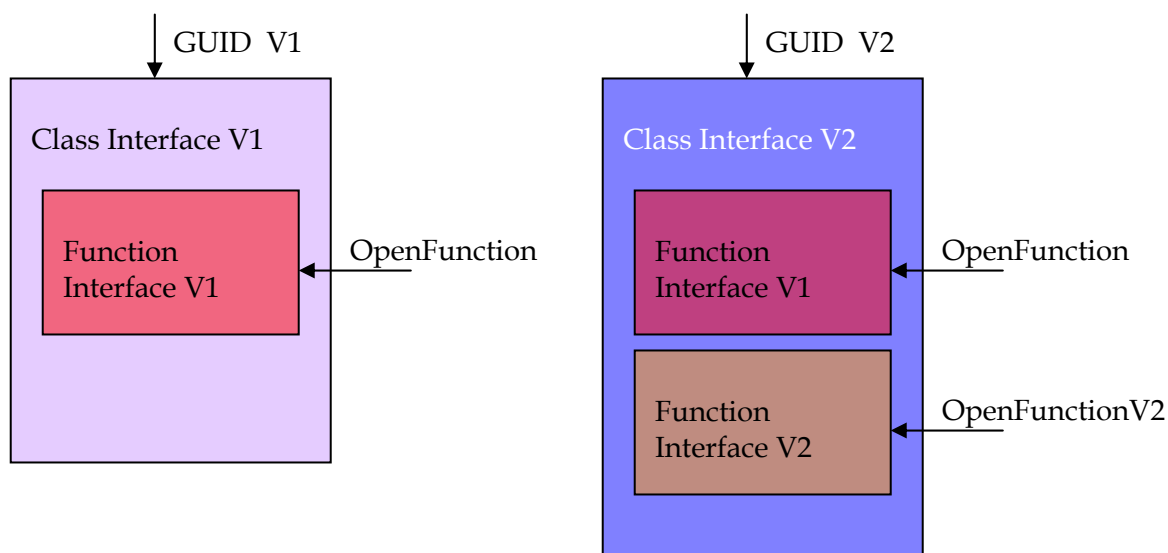 GUID V1
Class Interface V1
Function
Interface V1
OpenFunction
GUID V2
Class Interface V2
Function
Interface V1
OpenFunction
Function
Interface V2
OpenFunctionV2